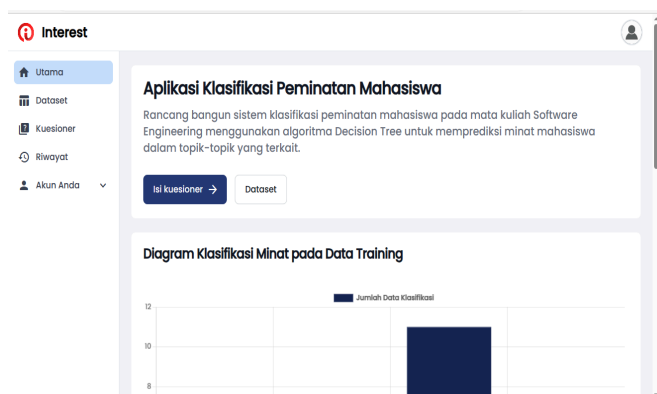 Interest
Utama
Dataset
Kuesioner
Riwayat
Akun Anda
Aplikasi Klasifikasi Peminatan Mahasiswa
Rancang bangun sistem klasifikasi peminatan mahasiswa pada mata kuliah Software
Engineering menggunakan algoritma Decision Tree untuk memprediksi minat mahasiswa
dalam topik-topik yang terkait.
Isi kuesioner →
Dataset
Diagram Klasifikasi Minat pada Data Training
Jumlah Data Klasifikasi
12
10
8